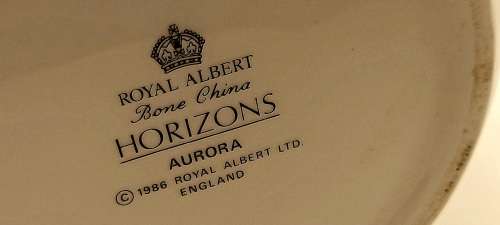 ROYAL ALBERT
Bone China
HORIZONS
AURORA
© 1986 ROYAL ALBERT LTD.
ENGLAND